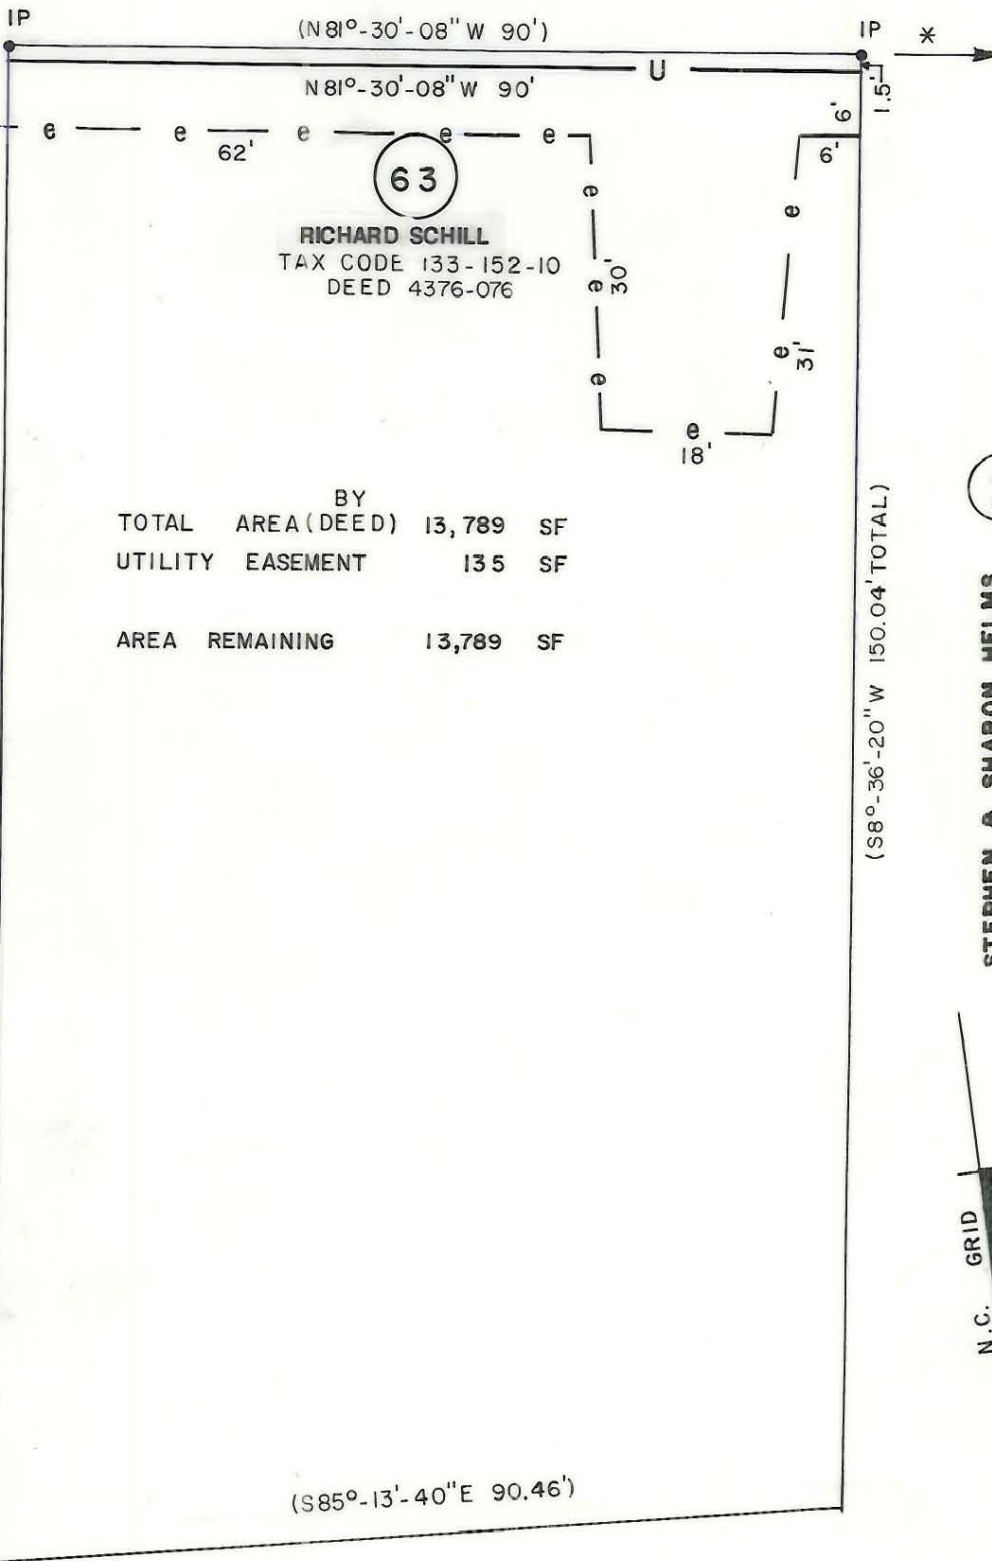 IP
(N81°-30'-08"W 90')
IP
*
U
N81°-30'-08"W 90'
1.5'
6'
e e e e e
62'
6'
63
RICHARD SCHILL
TAX CODE 133-152-10
DEED 4376-076
e
e
e
30'
e
e
31'
e
18'
BY
TOTAL AREA(DEED) 13,789 SF
UTILITY EASEMENT 135 SF
AREA REMAINING 13,789 SF
(S8°-36'-20"W 150.04'TOTAL)
STEPHEN & SHARON HELMS
N.C. GRID
(S85°-13'-40"E 90.46')